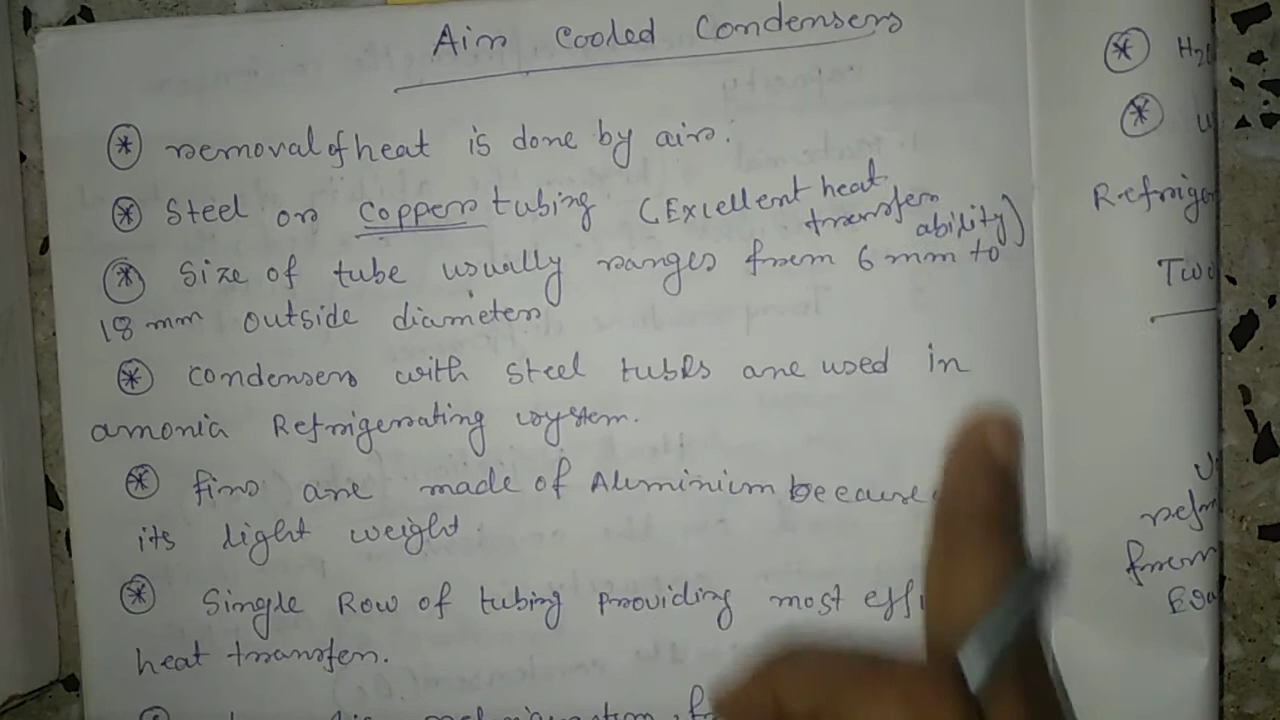 Air Cooled Condensers
removal of heat is done by air.
Steel or Copper tubing (Excellent heat transfer ability)
Size of tube usually ranges from 6 mm to
18 mm outside diameter
condensers with steel tubes are used in
amonia Refrigerating system.
fins are made of Aluminium because
its light weight
Single Row of tubing Providing most effi
heat transfer.
H2
Refrige
Two
refr
from